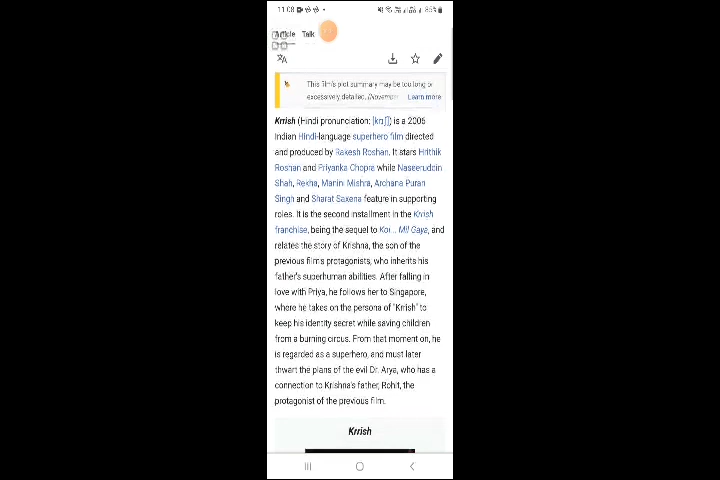 11:08
85%
Article Talk
This film's plot summary may be too long or
excessively detailed. (Novem
Learn more
Krrish (Hindi pronunciation: [krɪʃ]) is a 2006
Indian Hindi-language superhero film directed
and produced by Rakesh Roshan. It stars Hrithik
Roshan and Priyanka Chopra while Naseeruddin
Shah, Rekha, Manini Mishra, Archana Puran
Singh and Sharat Saxena feature in supporting
roles. It is the second installment in the Krrish
franchise, being the sequel to Koi... Mil Gaya, and
relates the story of Krishna, the son of the
previous films protagonists, who inherits his
father's superhuman abilities. After falling in
love with Priya, he follows her to Singapore,
where he takes on the persona of "Krrish" to
keep his identity secret while saving children
from a burning circus. From that moment on, he
is regarded as a superhero, and must later
thwart the plans of the evil Dr. Arya, who has a
connection to Krishna's father, Rohit, the
protagonist of the previous film.
Krrish